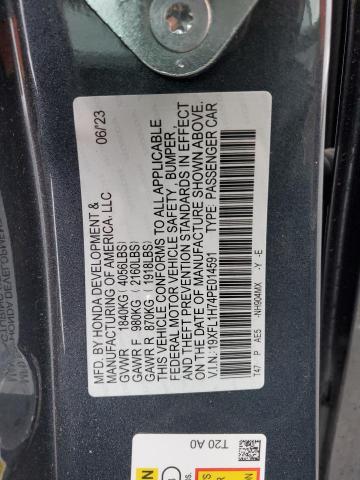 MFD. BY HONDA DEVELOPMENT & 06/23
MANUFACTURING OF AMERICA, LLC
GVWR 1840KG ( 4056LBS)
GAWR F 980KG ( 2160LBS)
GAWR R 870KG ( 1918LBS)
THIS VEHICLE CONFORMS TO ALL APPLICABLE
FEDERAL MOTOR VEHICLE SAFETY , BUMPER,
AND THEFT PREVENTION STANDARDS IN EFFECT
ON THE DATE OF MANUFACTURE SHOWN ABOVE.
V.I.N.: 19XFL1H74PE014591 TYPE: PASSENGER CAR
T47 P AE5 -NH904MX -Y -E
T20 A0